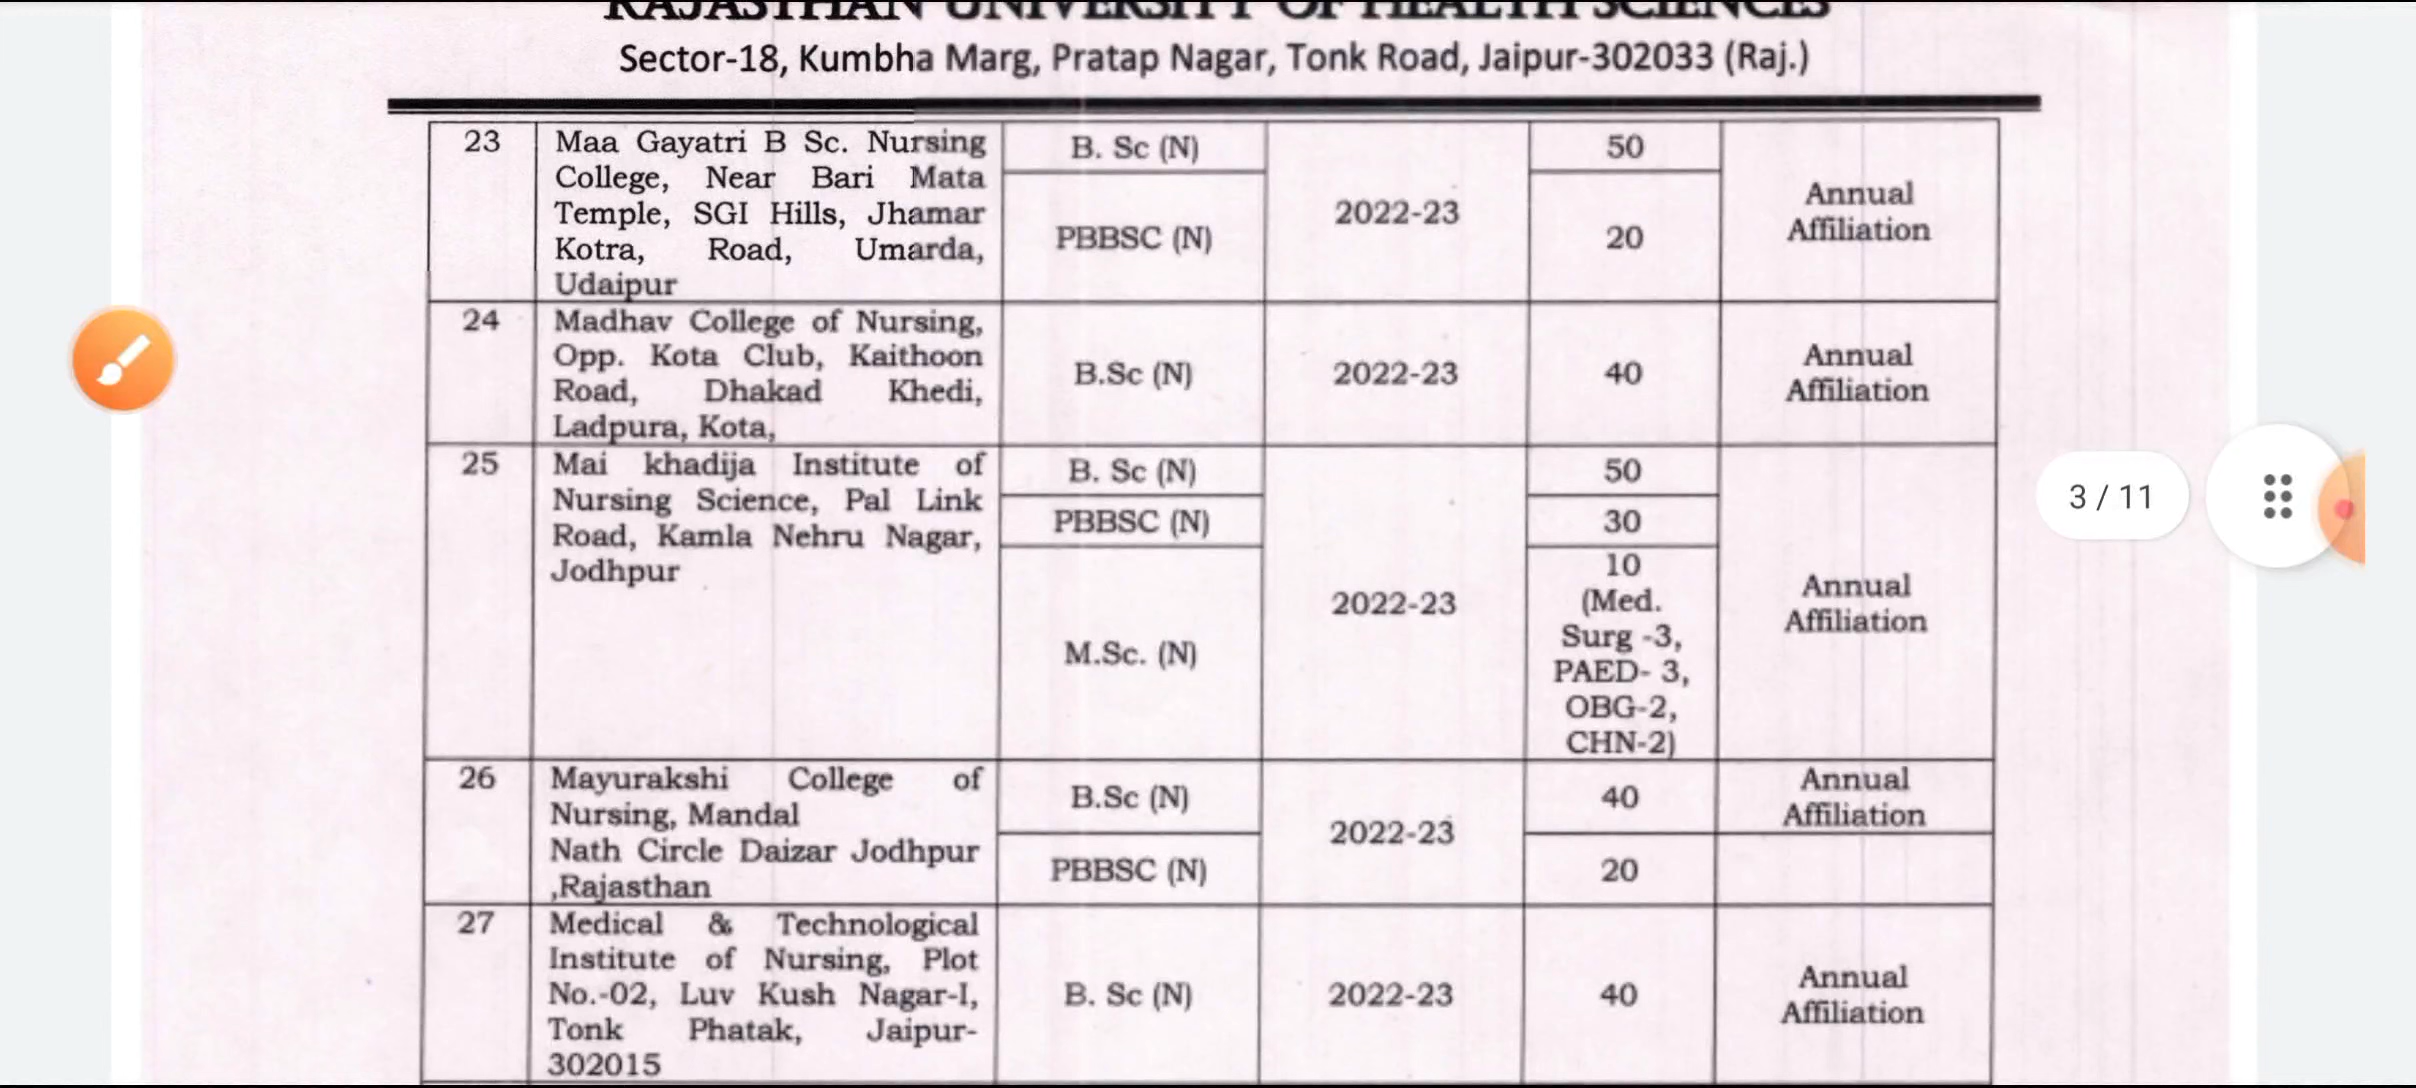 RAJASTHAN UNIVERSITY OF HEALTH SCIENCES
Sector-18, Kumbha Marg, Pratap Nagar, Tonk Road, Jaipur-302033 (Raj.)
23
Maa Gayatri B Sc. Nursing
College, Near Bari Mata
Temple, SGI Hills, Jhamar
Kotra, Road, Umarda,
Udaipur
B. Sc (N)
PBBSC (N)
2022-23
50
20
Annual
Affiliation
24
Madhav College of Nursing,
Opp. Kota Club, Kaithoon
Road, Dhakad Khedi,
Ladpura, Kota,
B.Sc (N)
2022-23
40
Annual
Affiliation
25
Mai khadija Institute of
Nursing Science, Pal Link
Road, Kamla Nehru Nagar,
Jodhpur
B. Sc (N)
PBBSC (N)
M.Sc. (N)
2022-23
50
30
10
(Med.
Surg -3,
PAED- 3,
OBG-2,
CHN-2)
Annual
Affiliation
3 / 11
26
Mayurakshi College of
Nursing, Mandal
Nath Circle Daizar Jodhpur
,Rajasthan
B.Sc (N)
PBBSC (N)
2022-23
40
20
Annual
Affiliation
27
Medical & Technological
Institute of Nursing, Plot
No.-02, Luv Kush Nagar-I,
Tonk Phatak, Jaipur-
302015
B. Sc (N)
2022-23
40
Annual
Affiliation